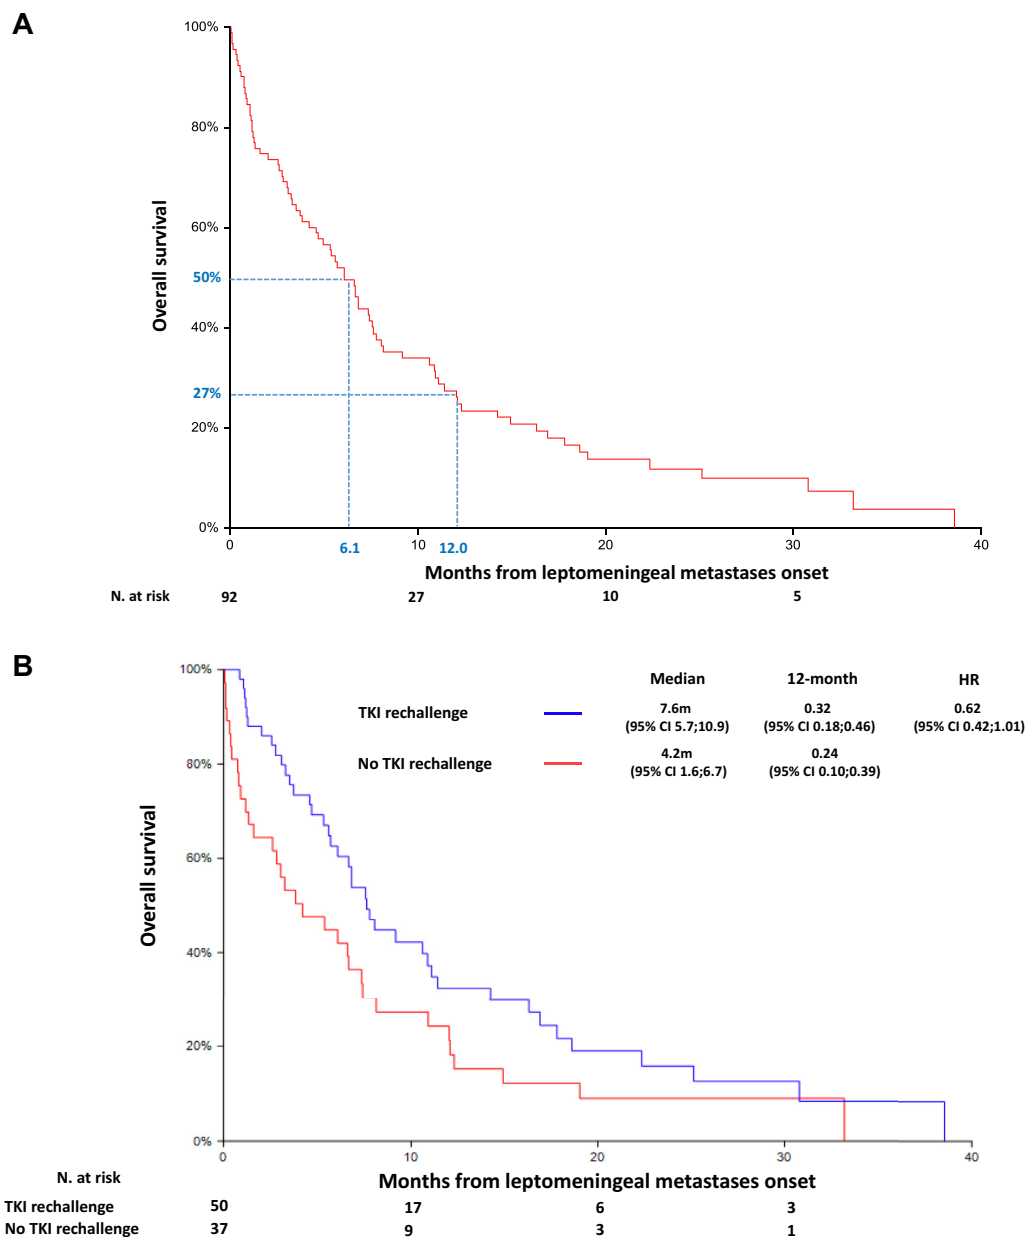 A
100%
80%
60%
50%
40%
27%
20%
0%
Overall survival
0 6.1 10 12.0 20 30 40
Months from leptomeningeal metastases onset
N. at risk 92 27 10 5
B
100%
80%
60%
40%
20%
0%
Overall survival
Median 12-month HR
TKI rechallenge 7.6m 0.32 0.62
(95% CI 5.7;10.9) (95% CI 0.18;0.46) (95% CI 0.42;1.01)
No TKI rechallenge 4.2m 0.24
(95% CI 1.6;6.7) (95% CI 0.10;0.39)
0 10 20 30 40
Months from leptomeningeal metastases onset
N. at risk
TKI rechallenge 50 17 6 3
No TKI rechallenge 37 9 3 1